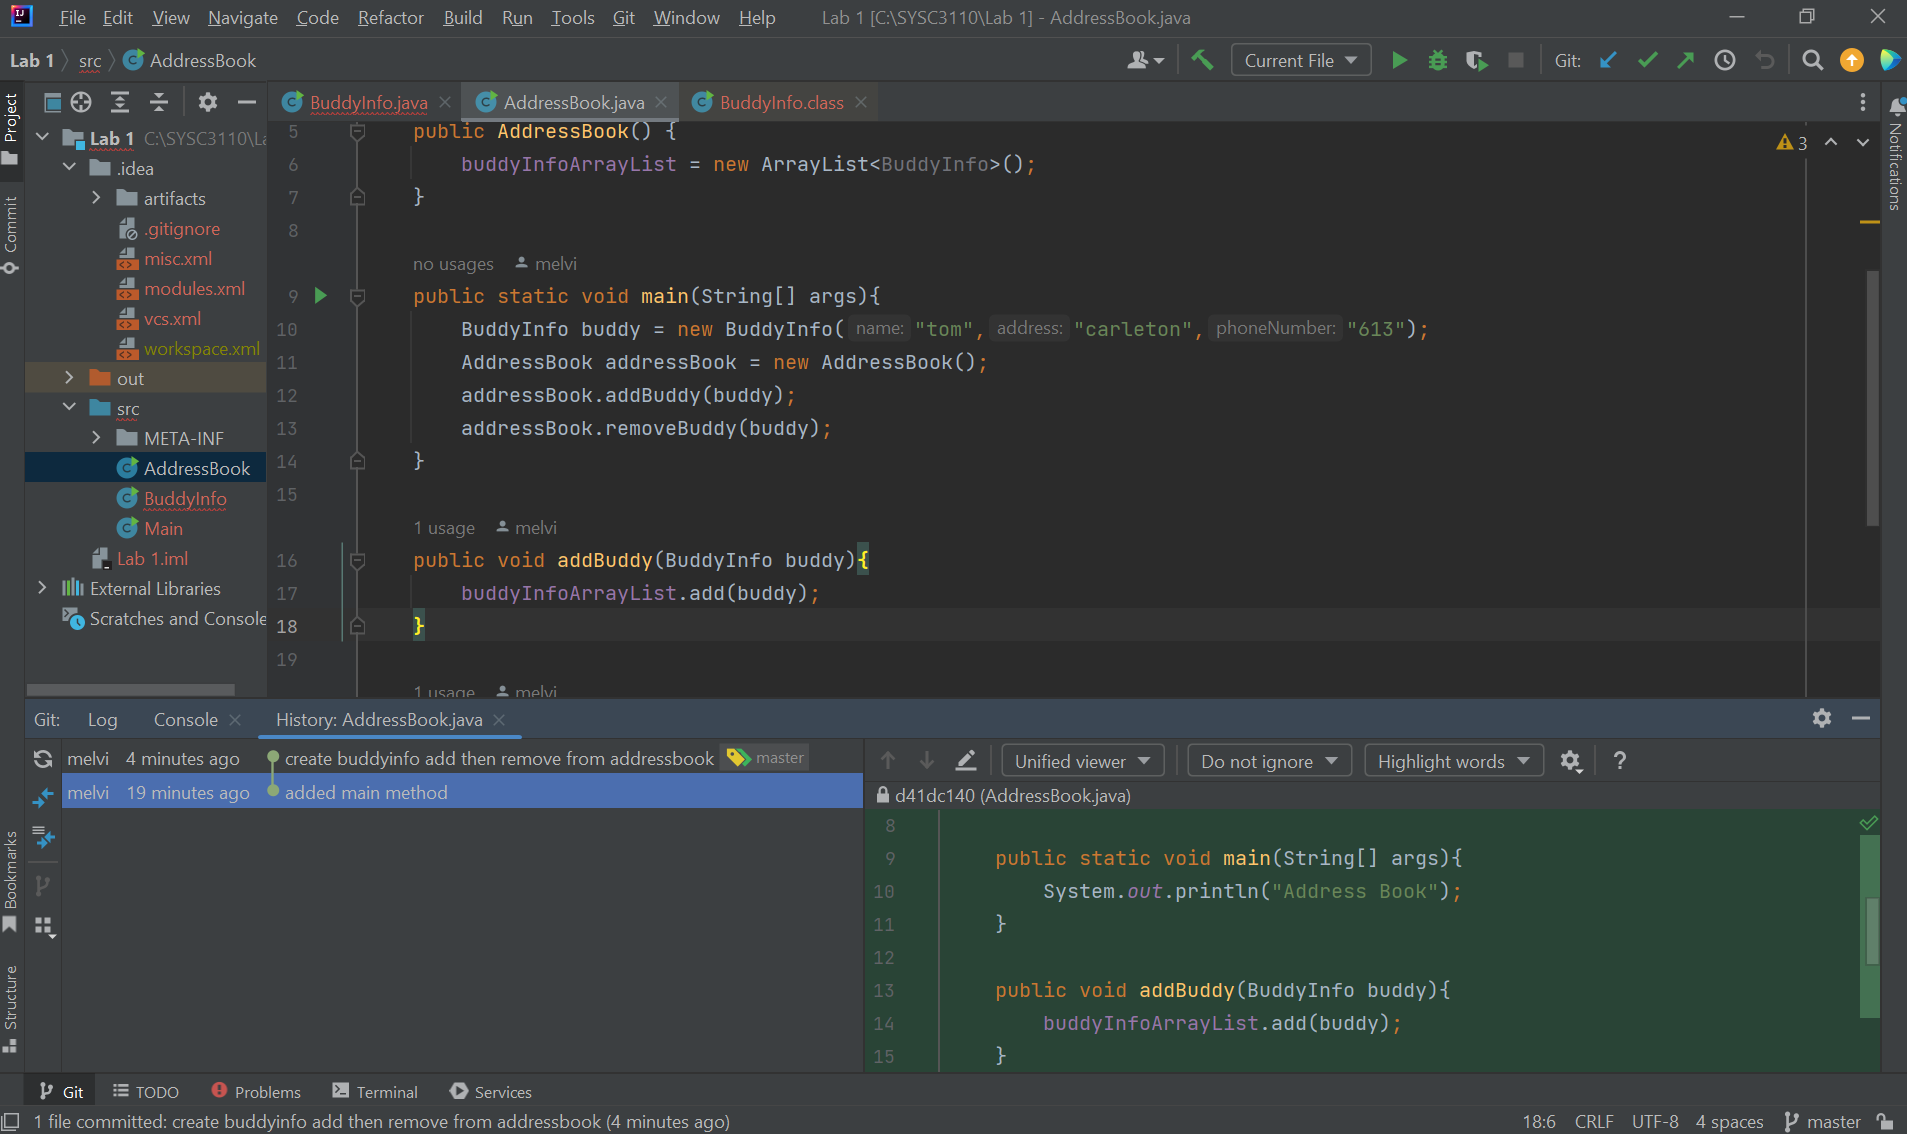 File Edit View Navigate Code Refactor Build Run Tools Git Window Help Lab 1 [C:\SYSC3110\Lab 1] - AddressBook.java
Lab 1 src AddressBook Current File Git:
Project
Commit
Bookmarks
Structure
Notifications
Lab 1 C:\SYSC3110\La
.idea
artifacts
.gitignore
misc.xml
modules.xml
vcs.xml
workspace.xml
out
src
META-INF
AddressBook
BuddyInfo
Main
Lab 1.iml
External Libraries
Scratches and Console
BuddyInfo.java AddressBook.java BuddyInfo.class
3
5 public AddressBook() {
6 buddyInfoArrayList = new ArrayList<BuddyInfo>();
7 }
8
no usages melvi
9 public static void main(String[] args){
10 BuddyInfo buddy = new BuddyInfo( name: "tom", address: "carleton", phoneNumber: "613");
11 AddressBook addressBook = new AddressBook();
12 addressBook.addBuddy(buddy);
13 addressBook.removeBuddy(buddy);
14 }
15
1 usage melvi
16 public void addBuddy(BuddyInfo buddy){
17 buddyInfoArrayList.add(buddy);
18 }
19
1 usage melvi
Git: Log Console History: AddressBook.java
melvi 4 minutes ago create buddyinfo add then remove from addressbook master
melvi 19 minutes ago added main method
Unified viewer Do not ignore Highlight words ?
d41dc140 (AddressBook.java)
8
9 public static void main(String[] args){
10 System.out.println("Address Book");
11 }
12
13 public void addBuddy(BuddyInfo buddy){
14 buddyInfoArrayList.add(buddy);
15 }
Git TODO Problems Terminal Services
1 file committed: create buddyinfo add then remove from addressbook (4 minutes ago) 18:6 CRLF UTF-8 4 spaces master